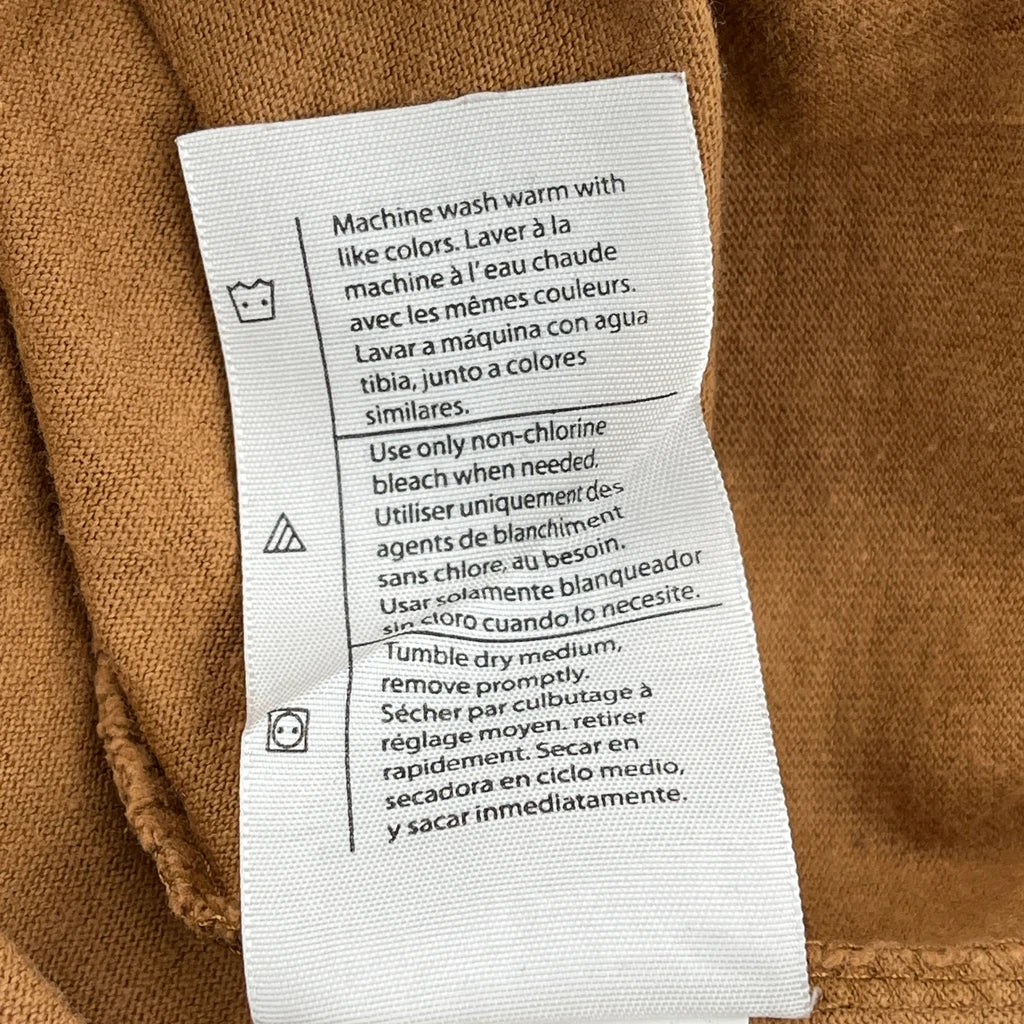 Machine wash warm with
like colors. Laver à la
machine à l'eau chaude
avec les mêmes couleurs.
Lavar a máquina con agua
tibia, junto a colores
similares.
Use only non-chlorine
bleach when needed.
Utiliser uniquement des
agents de blanchiment
sans chlore, au besoin.
Usar solamente blanqueador
sin cloro cuando lo necesite.
Tumble dry medium,
remove promptly.
Sécher par culbutage à
réglage moyen. retirer
rapidement. Secar en
secadora en ciclo medio,
y sacar inmediatamente.